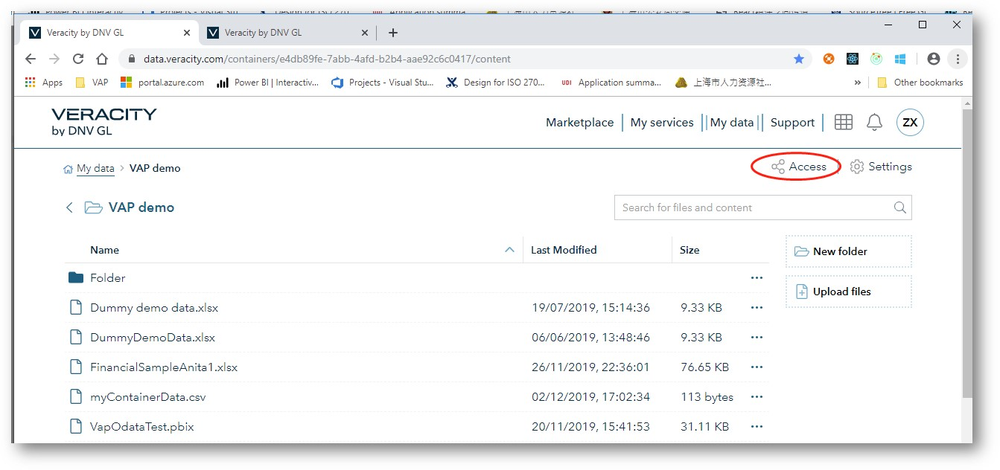 Veracity by DNV GL
Veracity by DNV GL
data.veracity.com/containers/e4db89fe-7abb-4afd-b2b4-aae92c6c0417/content
Apps VAP portal.azure.com Power BI | Interactiv... Projects - Visual Stu... Design for ISO 270... UDI Application summa... 上海市人力资源社... » Other bookmarks
VERACITY
by DNV GL
Marketplace My services My data Support ZX
My data > VAP demo
Access Settings
VAP demo
Search for files and content
Name Last Modified Size
New folder
Folder
Upload files
Dummy demo data.xlsx 19/07/2019, 15:14:36 9.33 KB
DummyDemoData.xlsx 06/06/2019, 13:48:46 9.33 KB
FinancialSampleAnita1.xlsx 26/11/2019, 22:36:01 76.65 KB
myContainerData.csv 02/12/2019, 17:02:34 113 bytes
VapOdataTest.pbix 20/11/2019, 15:41:53 31.11 KB